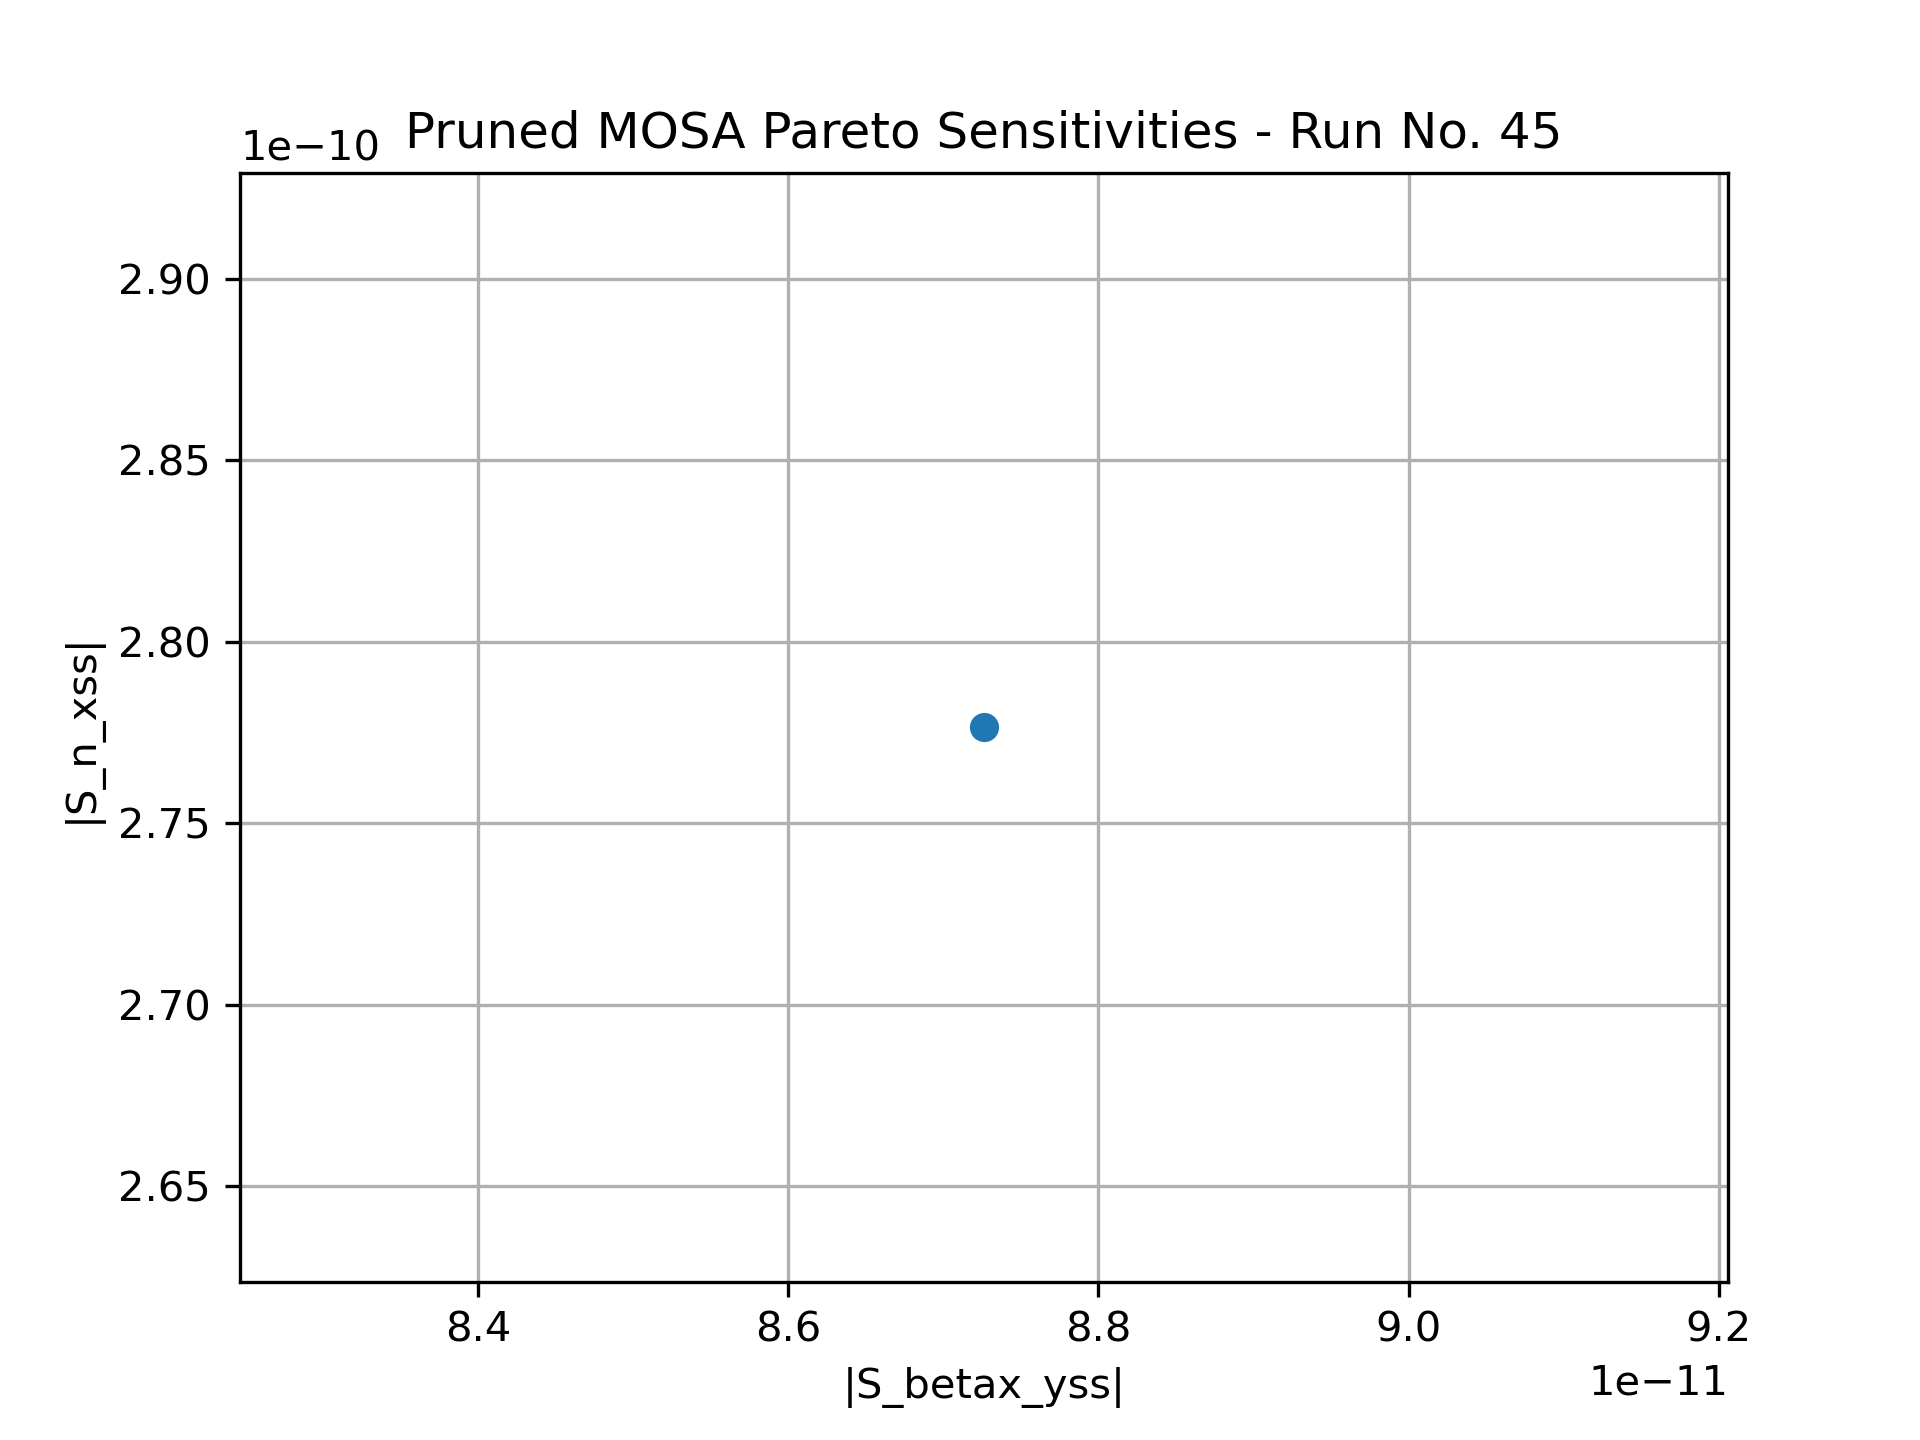 Pruned MOSA Pareto Sensitivities - Run No. 45
1e−10
2.90
2.85
2.80
2.75
2.70
2.65
|S_n_xss|
8.4 8.6 8.8 9.0 9.2
1e−11
|S_betax_yss|